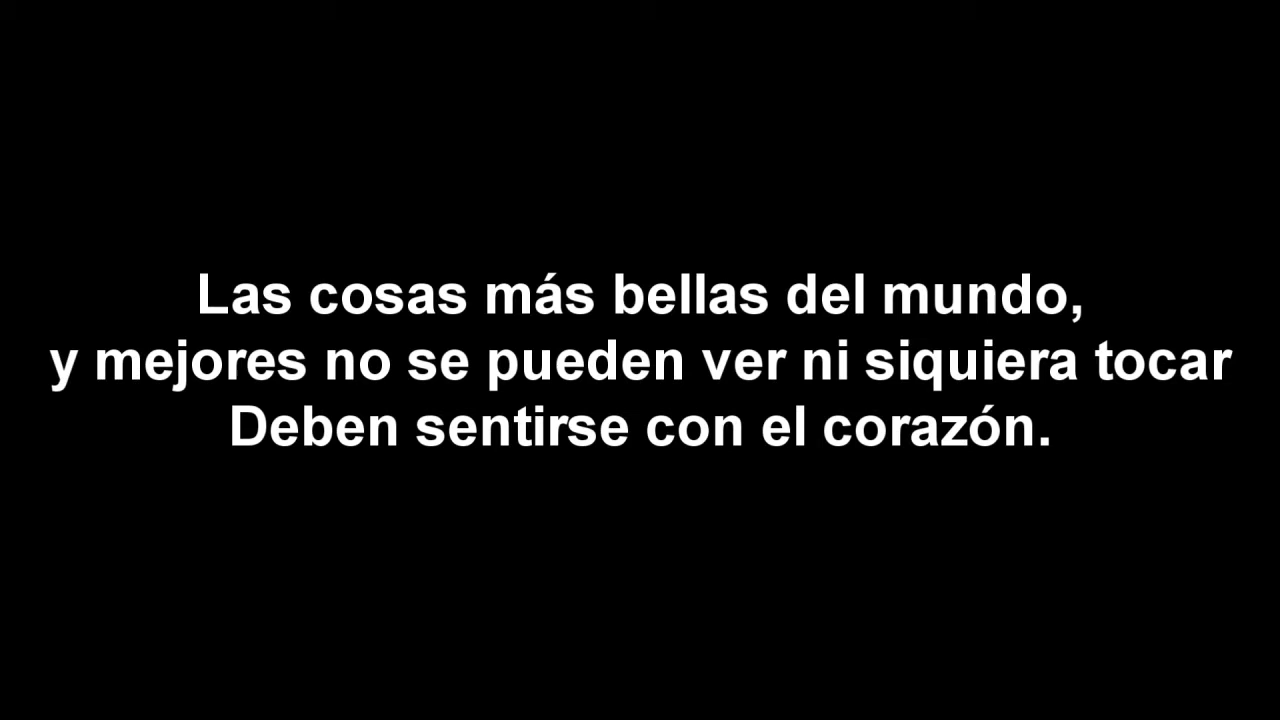 Las cosas más bellas del mundo,
y mejores no se pueden ver ni siquiera tocar
Deben sentirse con el corazón.